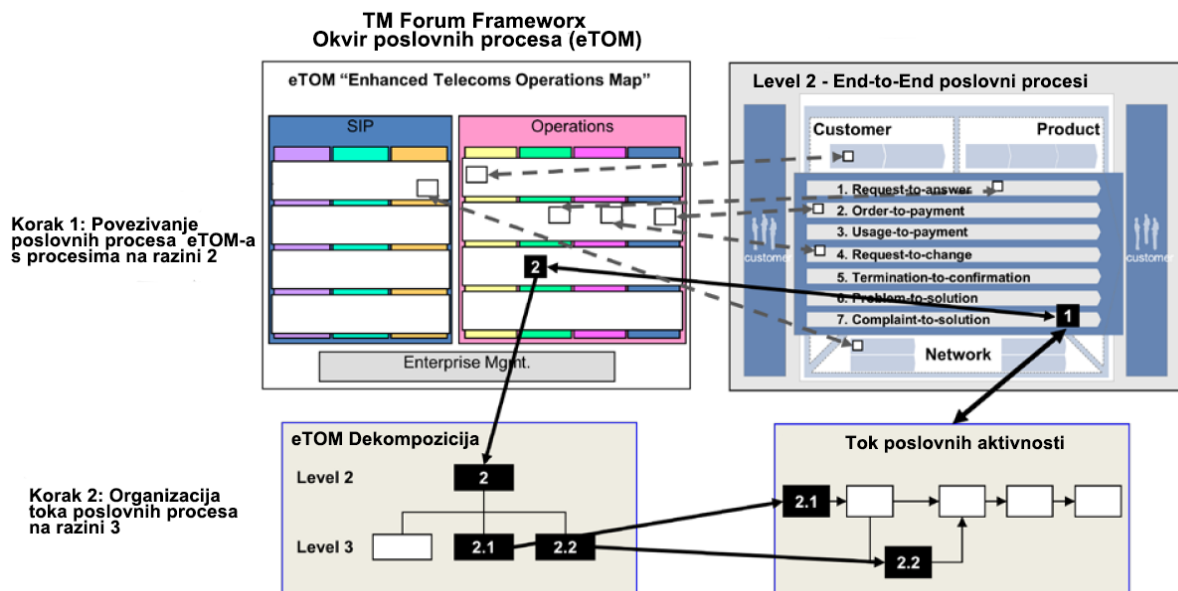 TM Forum Frameworx
Okvir poslovnih procesa (eTOM)
eTOM “Enhanced Telecoms Operations Map”
SIP
Operations
2
Enterprise Mgmt.
Level 2 - End-to-End poslovni procesi
Customer
Product
customer
customer
1. Request-to-answer
2. Order-to-payment
3. Usage-to-payment
4. Request-to-change
5. Termination-to-confirmation
6. Problem-to-solution
7. Complaint-to-solution
1
Network
Korak 1: Povezivanje
poslovnih procesa eTOM-a
s procesima na razini 2
Korak 2: Organizacija
toka poslovnih procesa
na razini 3
eTOM Dekompozicija
Level 2
2
Level 3
2.1
2.2
Tok poslovnih aktivnosti
2.1
2.2